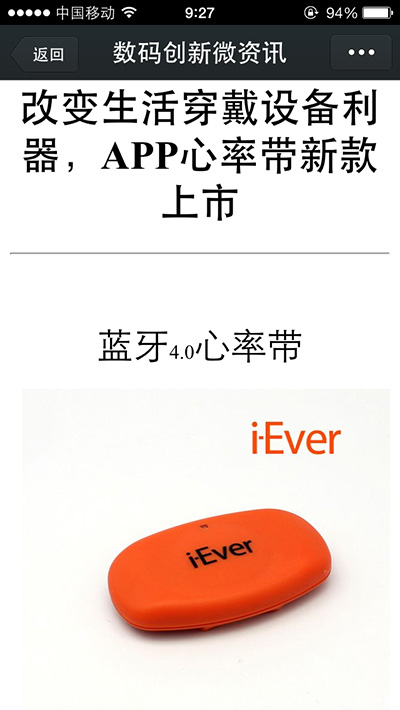 中国移动 9:27 94%
返回 数码创新微资讯
改变生活穿戴设备利
器，APP心率带新款
上市
蓝牙4.0心率带
i-Ever
i-Ever